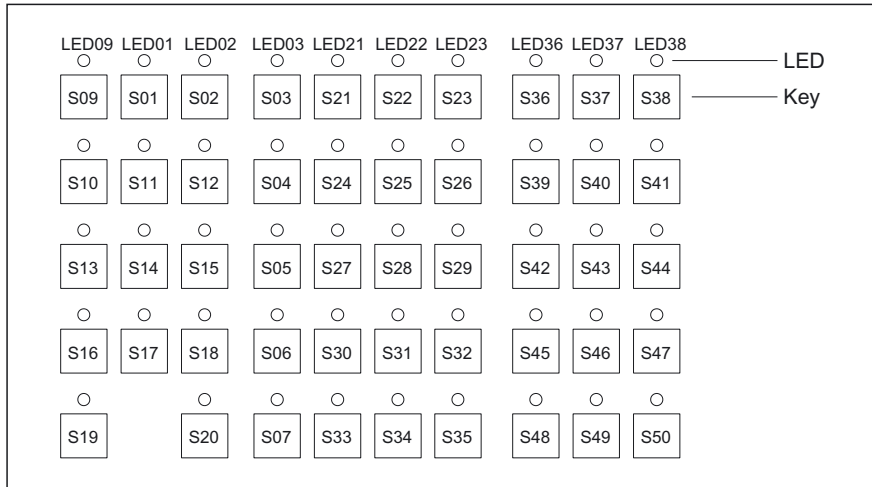 LED09 LED01 LED02 LED03 LED21 LED22 LED23 LED36 LED37 LED38
LED
S09 S01 S02 S03 S21 S22 S23 S36 S37 S38
Key
S10 S11 S12 S04 S24 S25 S26 S39 S40 S41
S13 S14 S15 S05 S27 S28 S29 S42 S43 S44
S16 S17 S18 S06 S30 S31 S32 S45 S46 S47
S19 S20 S07 S33 S34 S35 S48 S49 S50